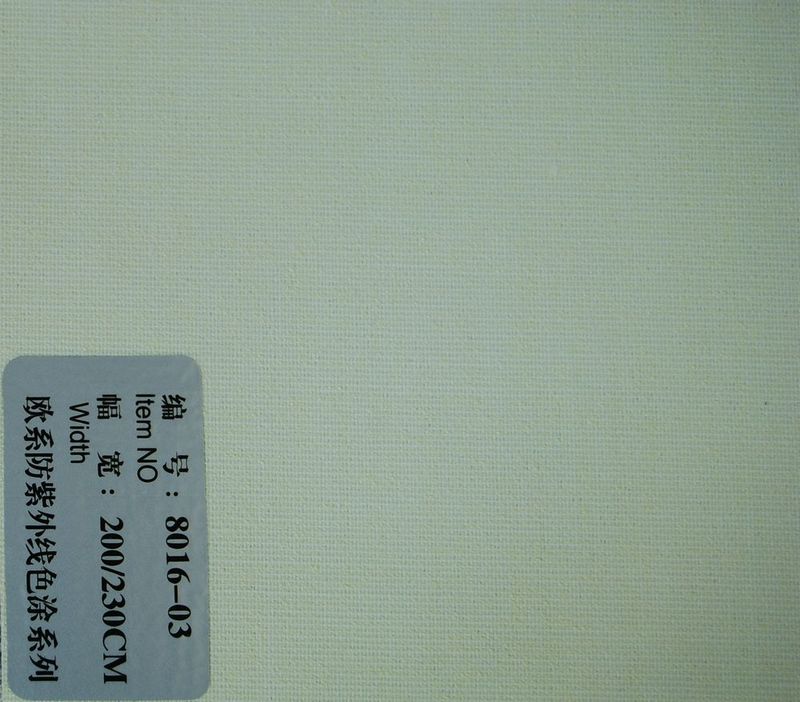 编 号：8016-03
Item NO
幅 宽：200/230CM
Width
欧系防紫外线色涂系列